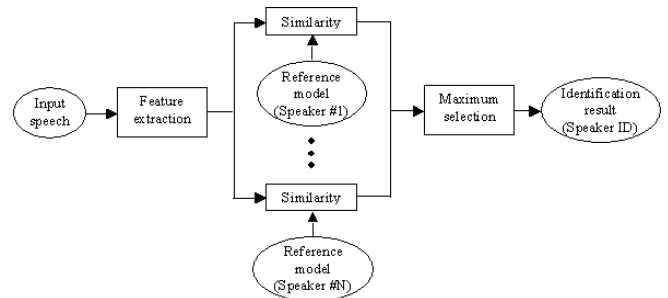 Similarity
Reference
model
(Speaker #1)
Input
speech
Feature
extraction
Maximum
selection
Identification
result
(Speaker ID)
Similarity
Reference
model
(Speaker #N)